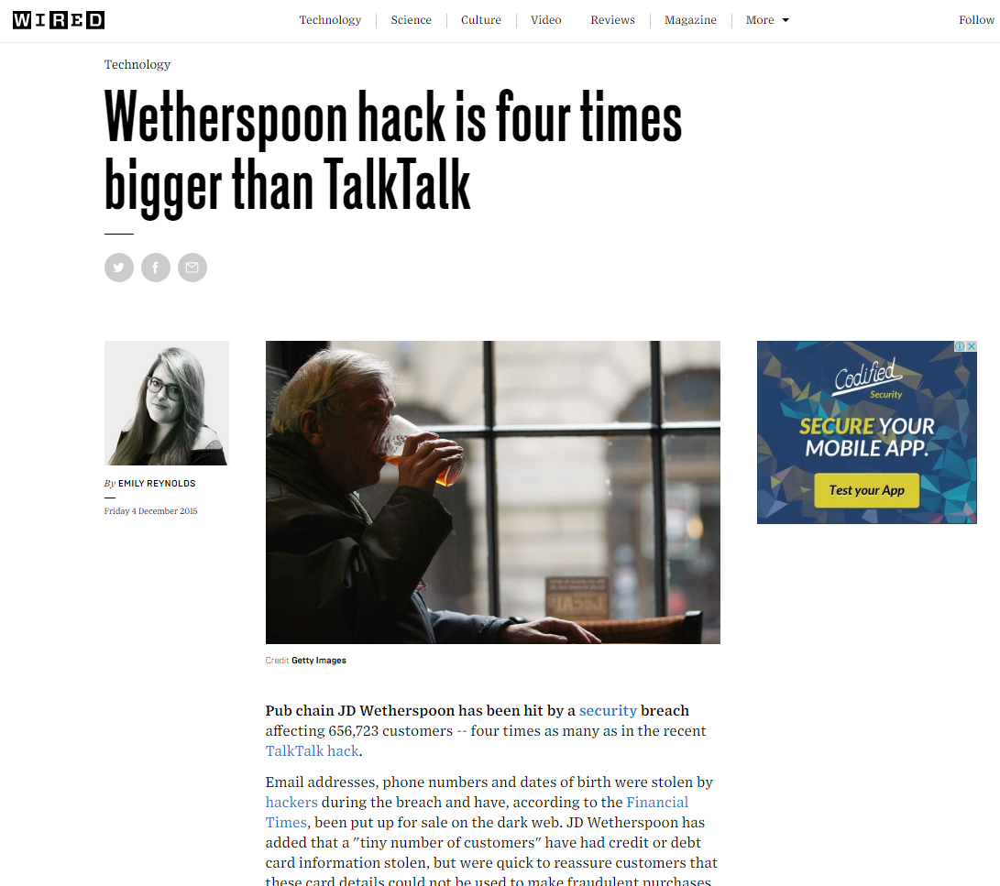 WIRED
Technology
Science
Culture
Video
Reviews
Magazine
More
Follow
Technology
Wetherspoon hack is four times
bigger than TalkTalk
By EMILY REYNOLDS
Friday 4 December 2015
Credit Getty Images
Codified
Security
SECURE YOUR
MOBILE APP.
Test your App
Pub chain JD Wetherspoon has been hit by a security breach
affecting 656,723 customers -- four times as many as in the recent
TalkTalk hack.
Email addresses, phone numbers and dates of birth were stolen by
hackers during the breach and have, according to the Financial
Times, been put up for sale on the dark web. JD Wetherspoon has
added that a "tiny number of customers" have had credit or debt
card information stolen, but were quick to reassure customers that
these card details could not be used to make fraudulent purchases